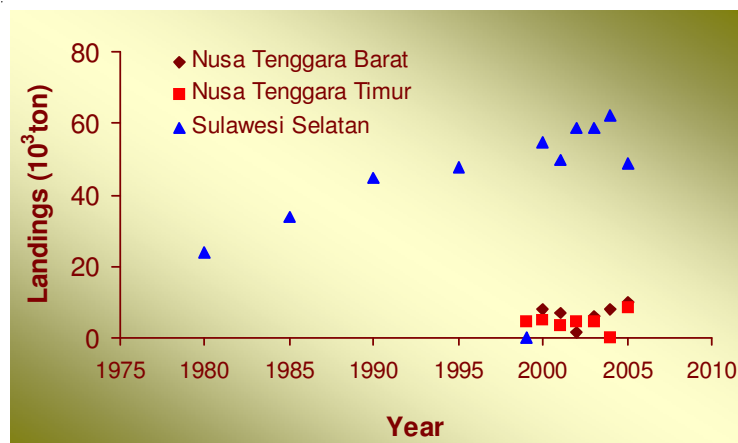 80
60
40
20
0
Landings (10³ton)
Nusa Tenggara Barat
Nusa Tenggara Timur
Sulawesi Selatan
1975 1980 1985 1990 1995 2000 2005 2010
Year